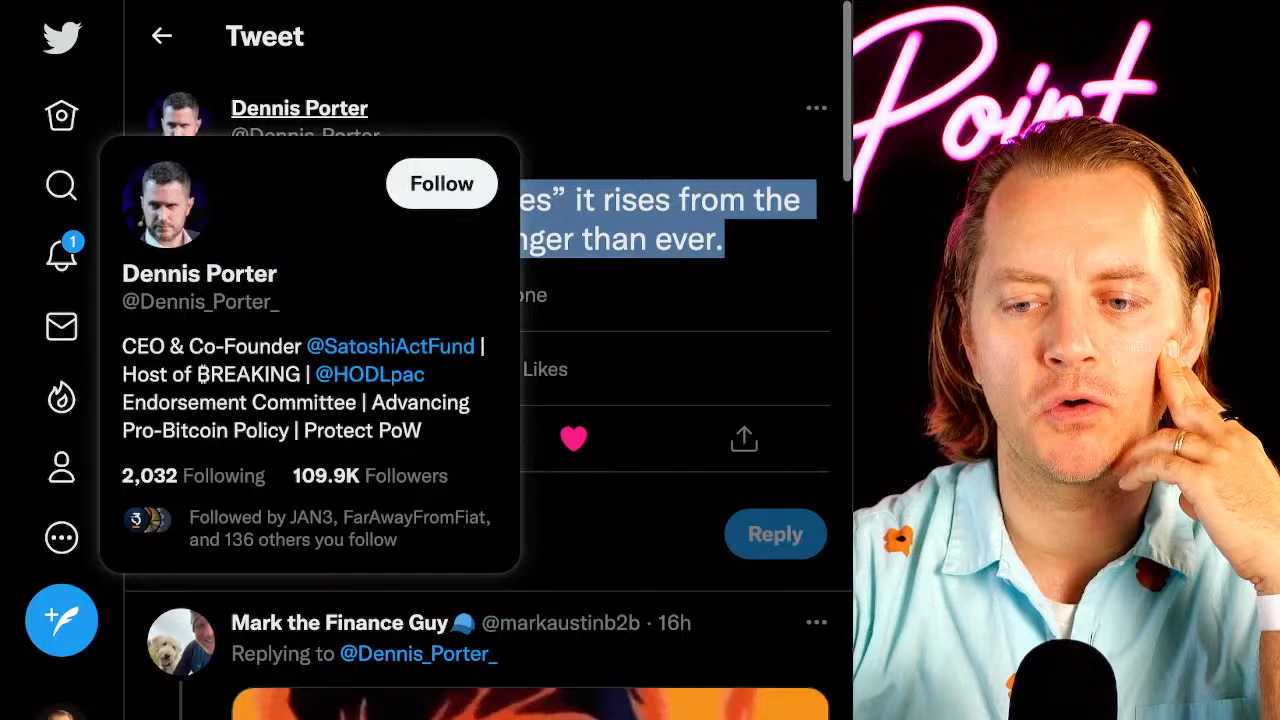 Tweet
Dennis Porter
@Dennis_Porter_
es” it rises from the
nger than ever.
one
Likes
Follow
Dennis Porter
@Dennis_Porter_
CEO & Co-Founder @SatoshiActFund |
Host of ₿REAKING | @HODLpac
Endorsement Committee | Advancing
Pro-Bitcoin Policy | Protect PoW
2,032 Following 109.9K Followers
Followed by JAN3, FarAwayFromFiat,
and 136 others you follow
1
Reply
Mark the Finance Guy🧢 @markaustinb2b · 16h
Replying to @Dennis_Porter_
Point